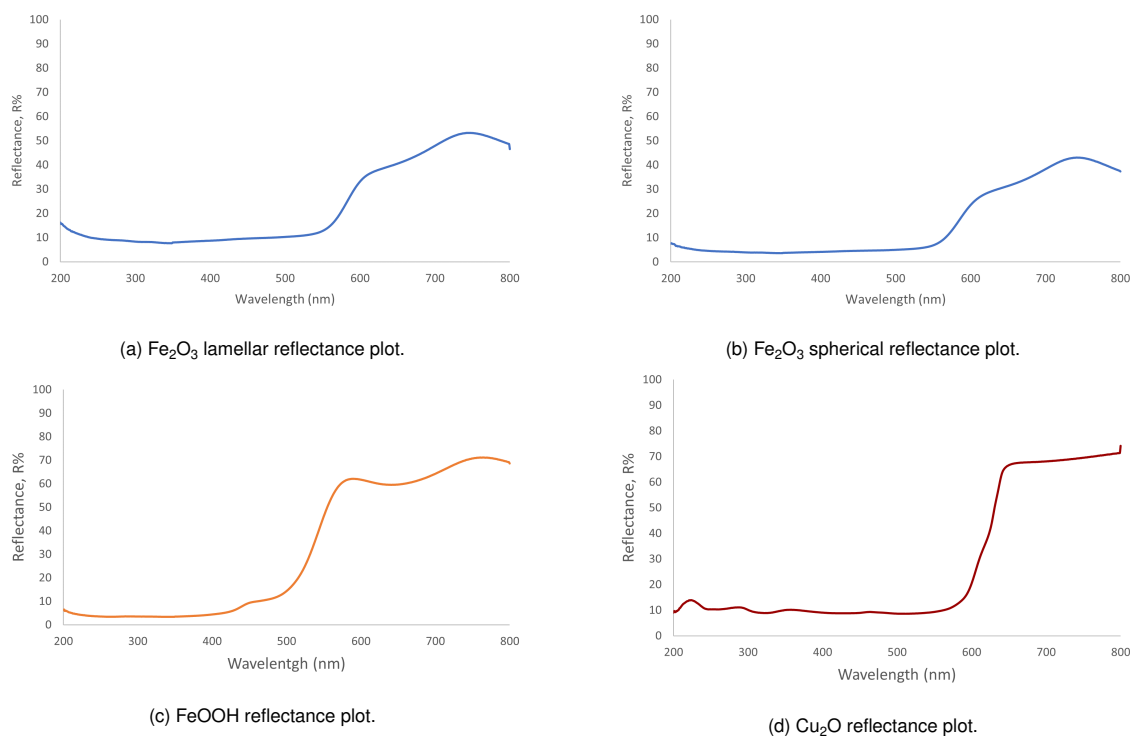 100
90
80
70
60
50
40
30
20
10
0
Reflectance, R%
200 300 400 500 600 700 800
Wavelength (nm)
(a) Fe₂O₃ lamellar reflectance plot.
100
90
80
70
60
50
40
30
20
10
0
Reflectance, R%
200 300 400 500 600 700 800
Wavelength (nm)
(b) Fe₂O₃ spherical reflectance plot.
100
90
80
70
60
50
40
30
20
10
0
Reflectance, R%
200 300 400 500 600 700 800
Wavelentgh (nm)
(c) FeOOH reflectance plot.
100
90
80
70
60
50
40
30
20
10
0
Reflectance, R%
200 300 400 500 600 700 800
Wavelength (nm)
(d) Cu₂O reflectance plot.